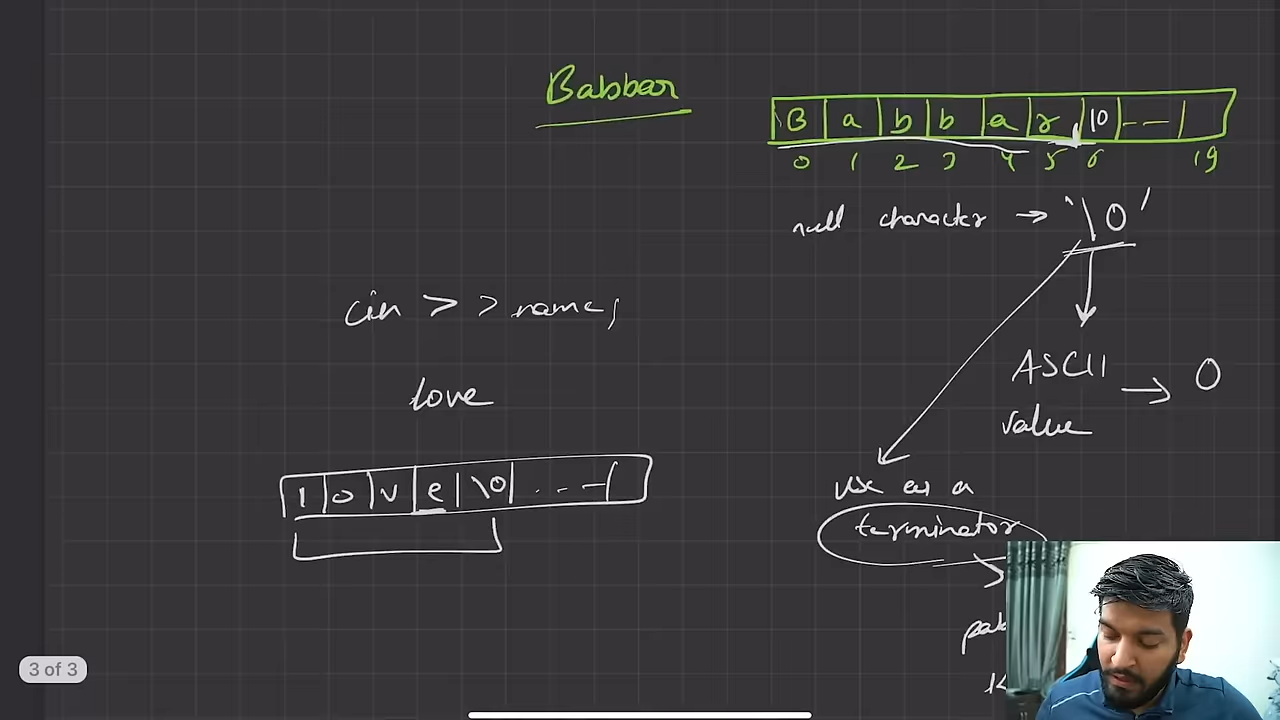 Babbar
B a b b a r \0 -- 
0 1 2 3 4 5 6 19
null character → '\0'
cin >> name;
ASCII → 0
value
love
use as a
l o v e \0 ... -
terminator
3 of 3